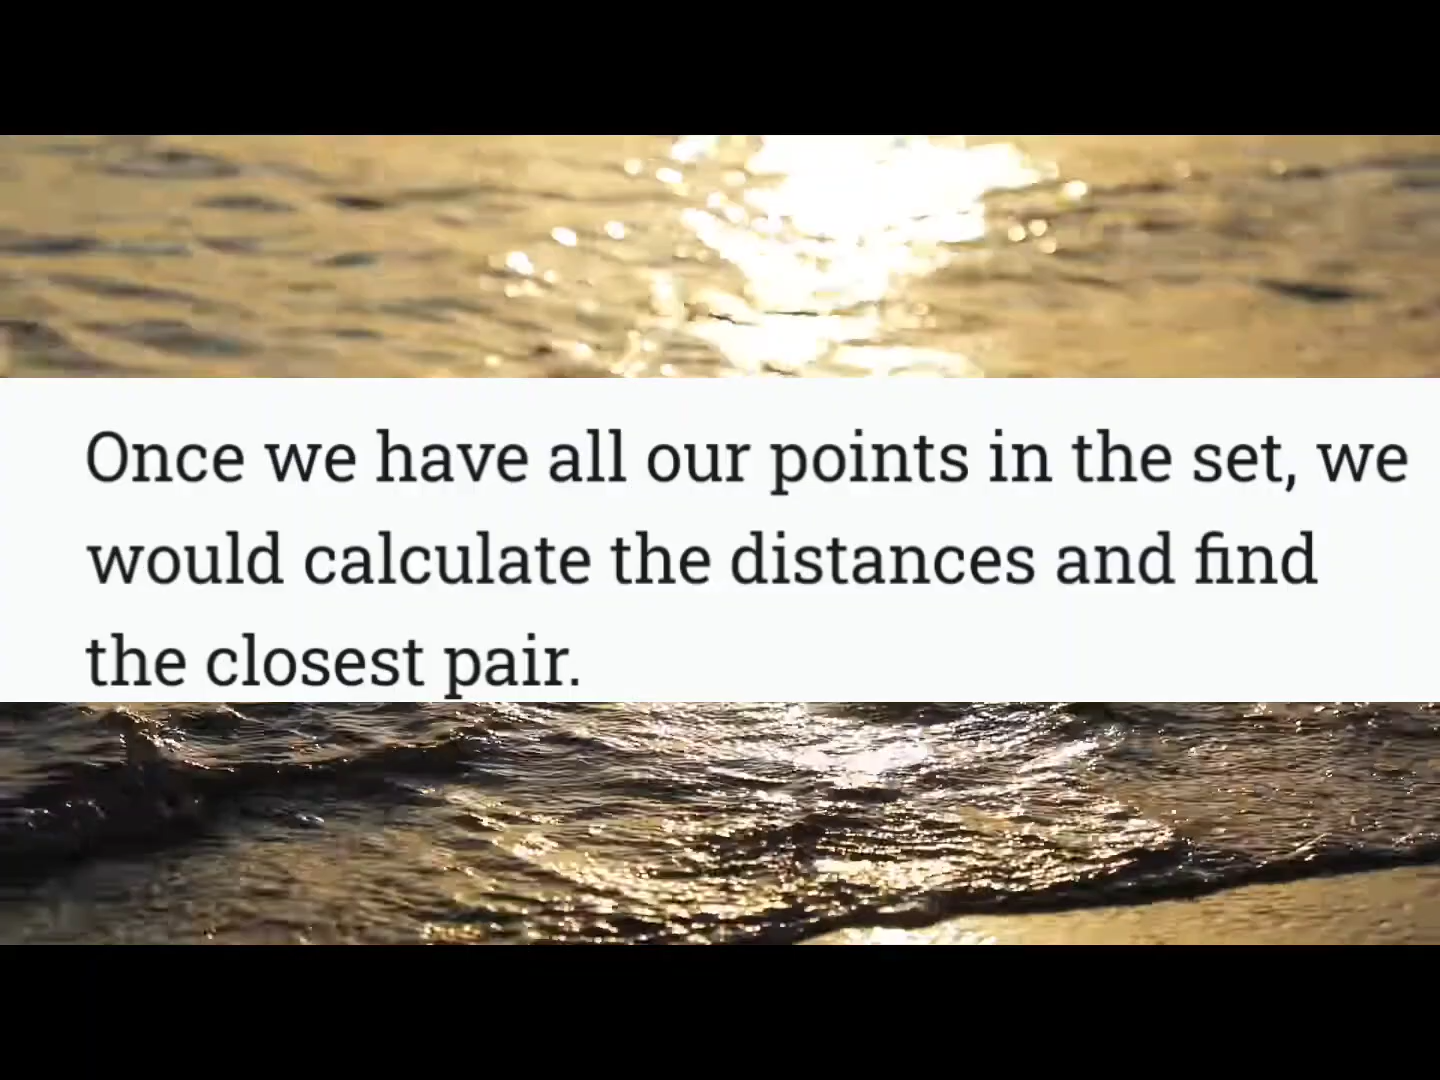 Once we have all our points in the set, we
would calculate the distances and find
the closest pair.